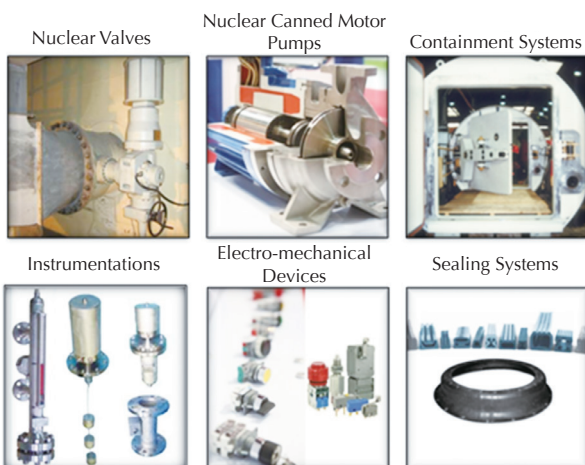 Nuclear Valves
Nuclear Canned Motor
Pumps
Containment Systems
Instrumentations
Electro-mechanical
Devices
Sealing Systems